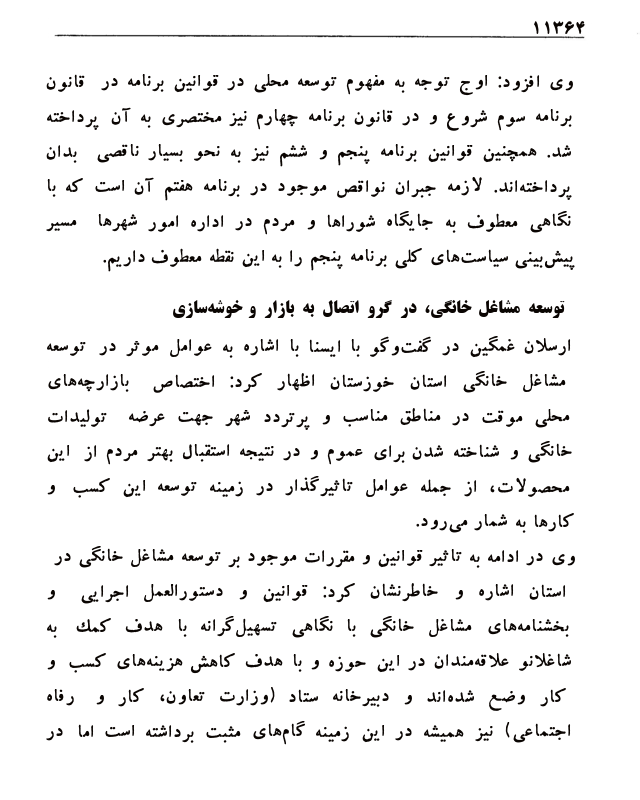 ۱۱۳۶۴
وی افزود: اوج توجه به مفهوم توسعه محلی در قوانین برنامه در قانون
برنامه سوم شروع و در قانون برنامه چهارم نیز مختصری به آن پرداخته
شد. همچنین قوانین برنامه پنجم و ششم نیز به نحو بسیار ناقصی بدان
پرداخته‌اند. لازمه جبران نواقص موجود در برنامه هفتم آن است که با
نگاهی معطوف به جایگاه شوراها و مردم در اداره امور شهرها مسیر
پیش‌بینی سیاست‌های کلی برنامه پنجم را به این نقطه معطوف داریم.
توسعه مشاغل خانگی، در گرو اتصال به بازار و خوشه‌سازی
ارسلان غمگین در گفت‌وگو با ایسنا با اشاره به عوامل موثر در توسعه
مشاغل خانگی استان خوزستان اظهار کرد: اختصاص بازارچه‌های
محلی موقت در مناطق مناسب و پرتردد شهر جهت عرضه تولیدات
خانگی و شناخته شدن برای عموم و در نتیجه استقبال بهتر مردم از این
محصولات، از جمله عوامل تاثیرگذار در زمینه توسعه این کسب و
کارها به شمار می‌رود.
وی در ادامه به تاثیر قوانین و مقررات موجود بر توسعه مشاغل خانگی در
استان اشاره و خاطرنشان کرد: قوانین و دستورالعمل اجرایی و
بخشنامه‌های مشاغل خانگی با نگاهی تسهیل‌گرانه با هدف کمك به
شاغلانو علاقه‌مندان در این حوزه و با هدف کاهش هزینه‌های کسب و
کار وضع شده‌اند و دبیرخانه ستاد (وزارت تعاون، کار و رفاه
اجتماعی) نیز همیشه در این زمینه گام‌های مثبت برداشته است اما در